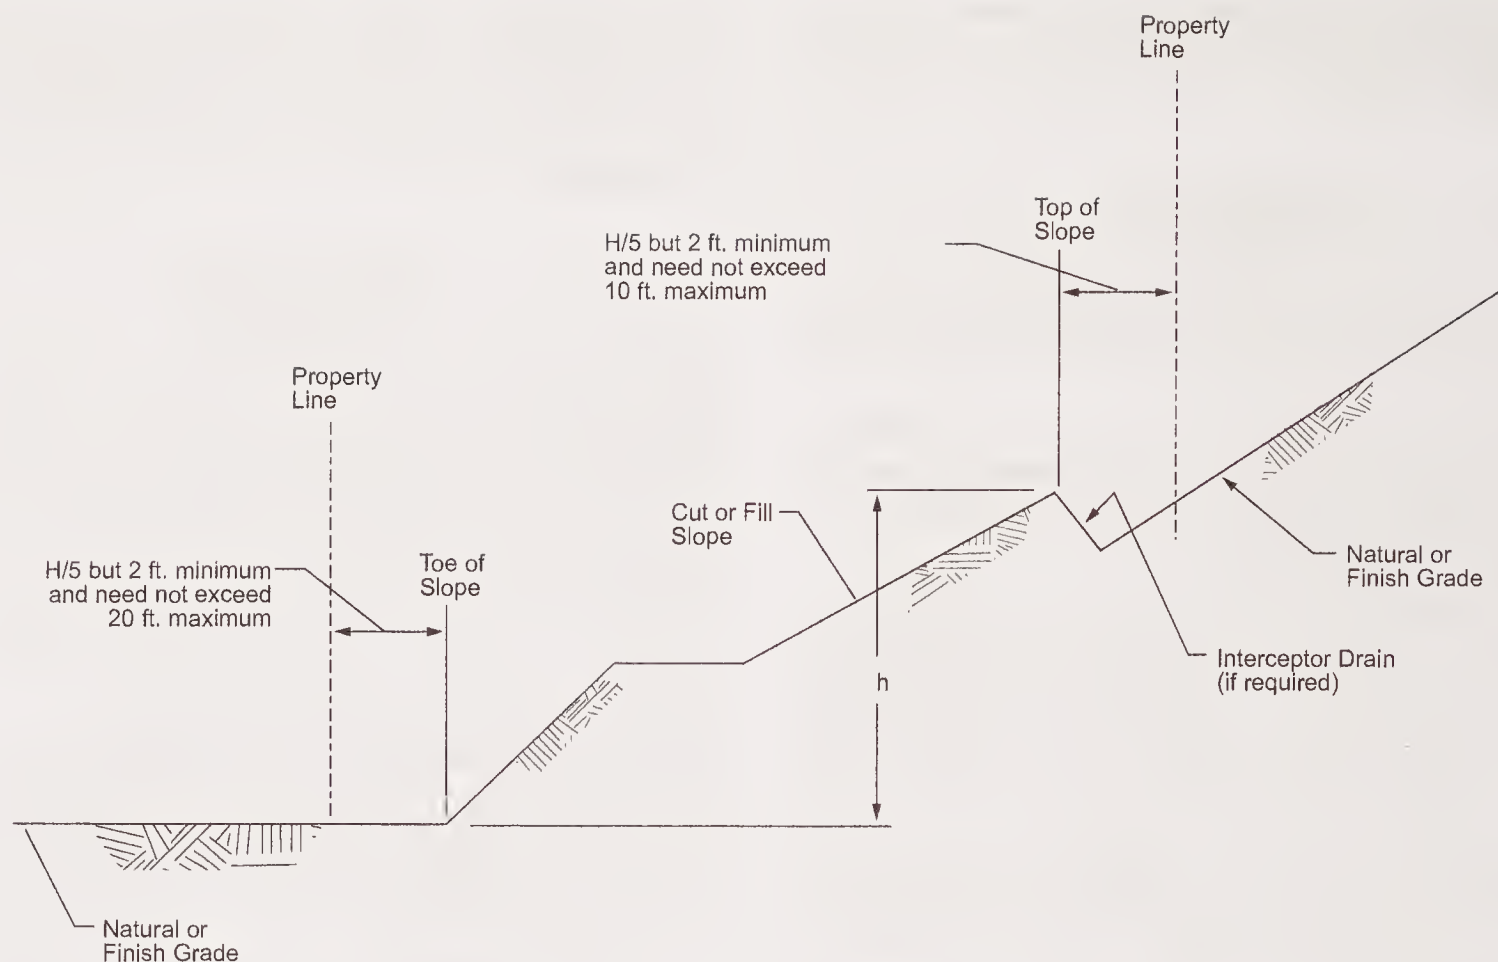 Property
Line
Top of
Slope
H/5 but 2 ft. minimum
and need not exceed
10 ft. maximum
Property
Line
Cut or Fill
Slope
Toe of
Slope
H/5 but 2 ft. minimum
and need not exceed
20 ft. maximum
Natural or
Finish Grade
Interceptor Drain
(if required)
h
Natural or
Finish Grade